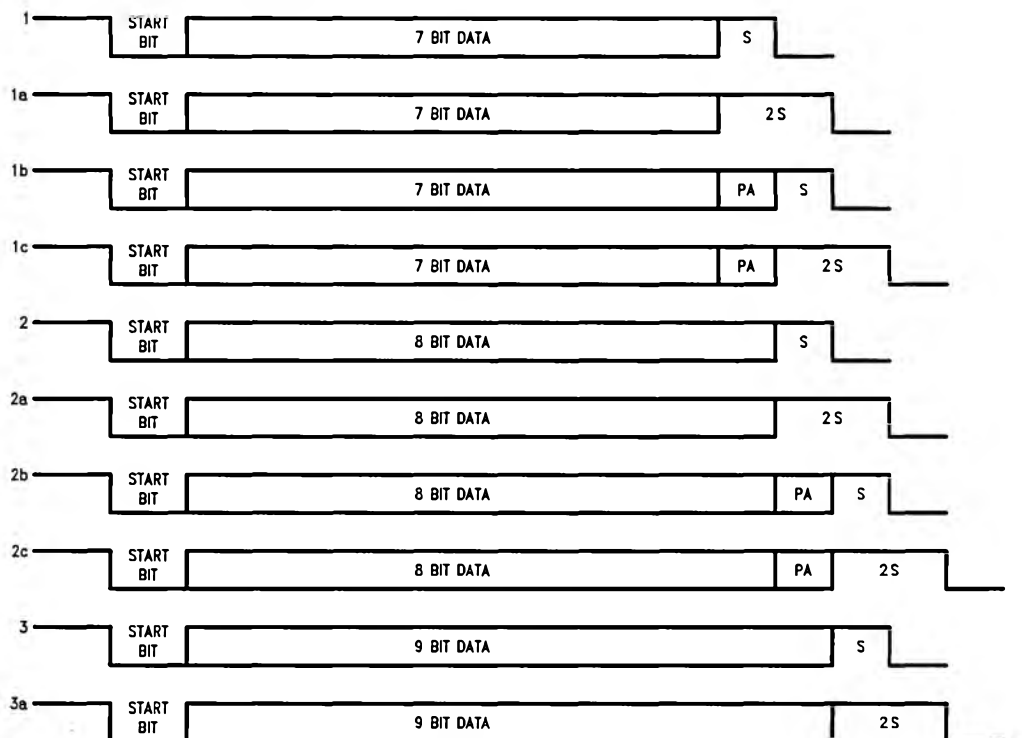 1 START BIT 7 BIT DATA S
1a START BIT 7 BIT DATA 2S
1b START BIT 7 BIT DATA PA S
1c START BIT 7 BIT DATA PA 2S
2 START BIT 8 BIT DATA S
2a START BIT 8 BIT DATA 2S
2b START BIT 8 BIT DATA PA S
2c START BIT 8 BIT DATA PA 2S
3 START BIT 9 BIT DATA S
3a START BIT 9 BIT DATA 2S